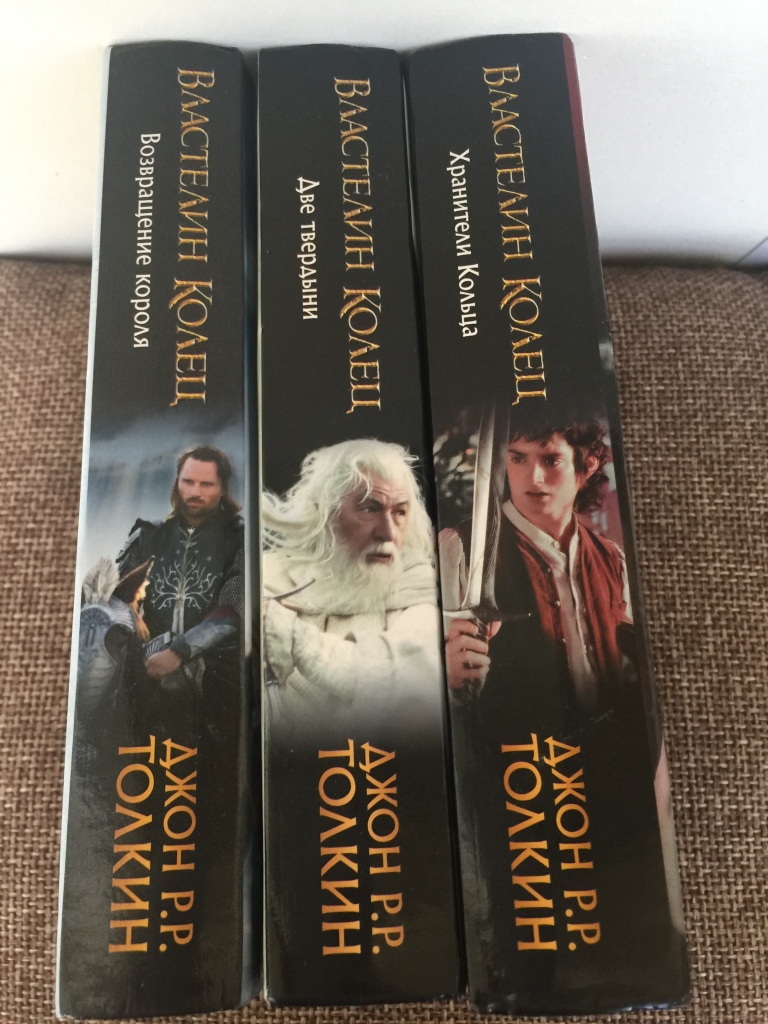 Властелин Колец
Возвращение короля
Джон Р.Р.
Толкин
Властелин Колец
Две твердыни
Джон Р.Р.
Толкин
Властелин Колец
Хранители Кольца
Джон Р.Р.
Толкин